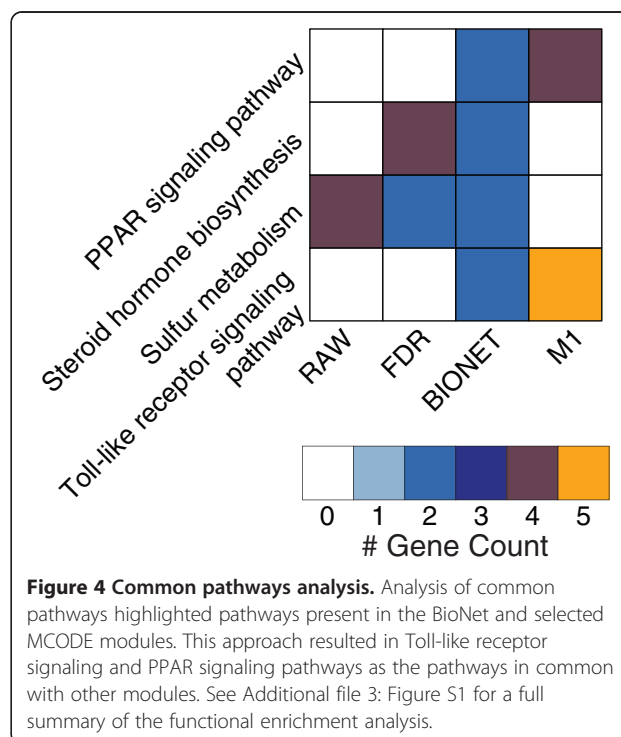 PPAR signaling pathway
Steroid hormone biosynthesis
Sulfur metabolism
Toll-like receptor signaling
pathway
RAW
FDR
BIONET
M1
0 1 2 3 4 5
# Gene Count
Figure 4 Common pathways analysis. Analysis of common
pathways highlighted pathways present in the BioNet and selected
MCODE modules. This approach resulted in Toll-like receptor
signaling and PPAR signaling pathways as the pathways in common
with other modules. See Additional file 3: Figure S1 for a full
summary of the functional enrichment analysis.